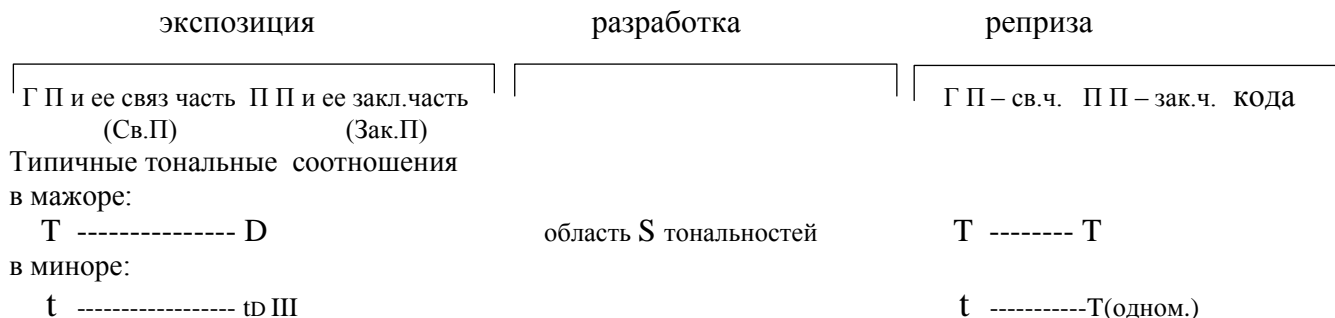 экспозиция разработка реприза
Г П и ее связ часть П П и ее закл.часть Г П – св.ч. П П – зак.ч. кода
(Св.П) (Зак.П)
Типичные тональные соотношения
в мажоре:
Т --------------- D область S тональностей Т -------- Т
в миноре:
t ------------------ tD III t -----------Т(одном.)